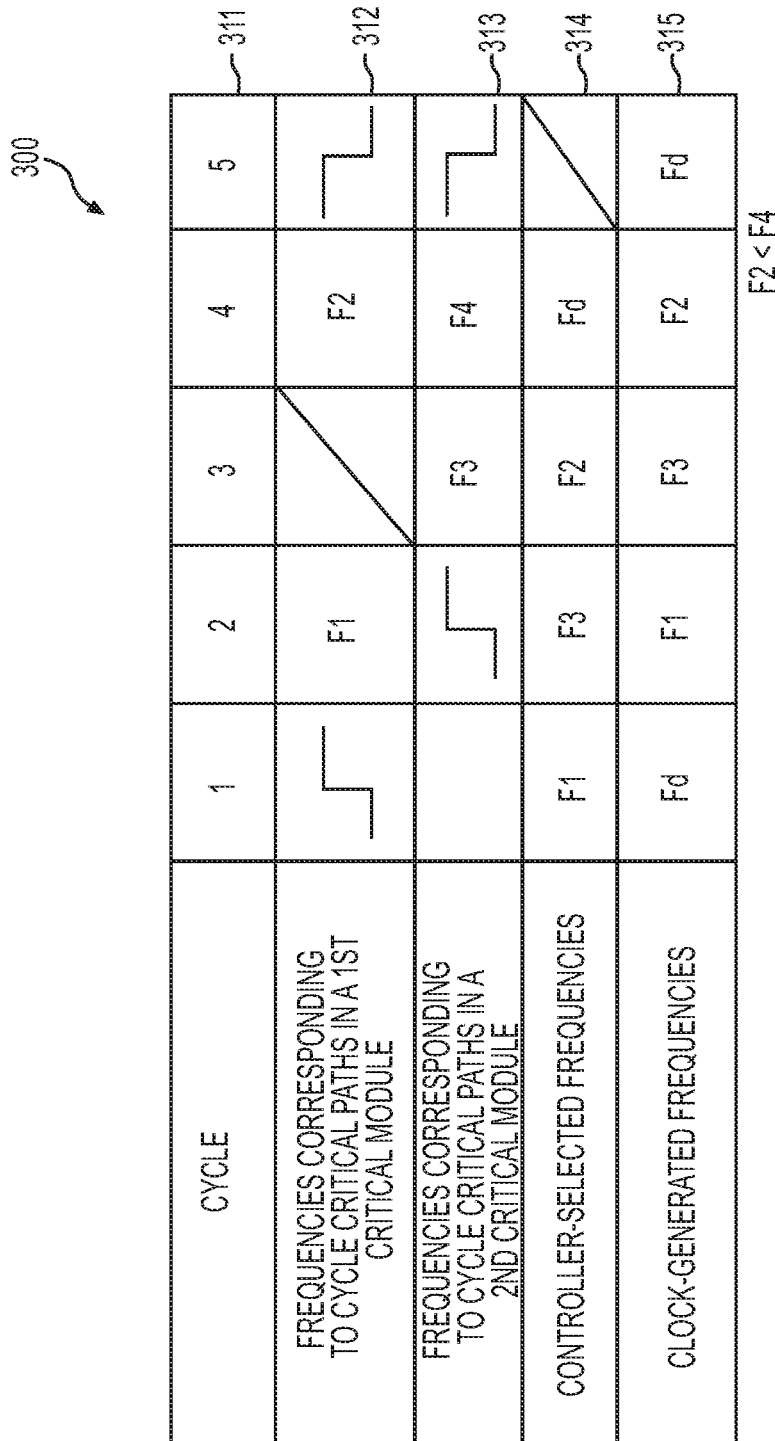 300
CYCLE
1
2
3
4
5
311
FREQUENCIES CORRESPONDING
TO CYCLE CRITICAL PATHS IN A 1ST
CRITICAL MODULE
F1
F2
312
FREQUENCIES CORRESPONDING
TO CYCLE CRITICAL PATHS IN A
2ND CRITICAL MODULE
F3
F4
313
CONTROLLER-SELECTED FREQUENCIES
F1
F3
F2
Fd
314
CLOCK-GENERATED FREQUENCIES
Fd
F1
F3
F2
Fd
315
F2 < F4